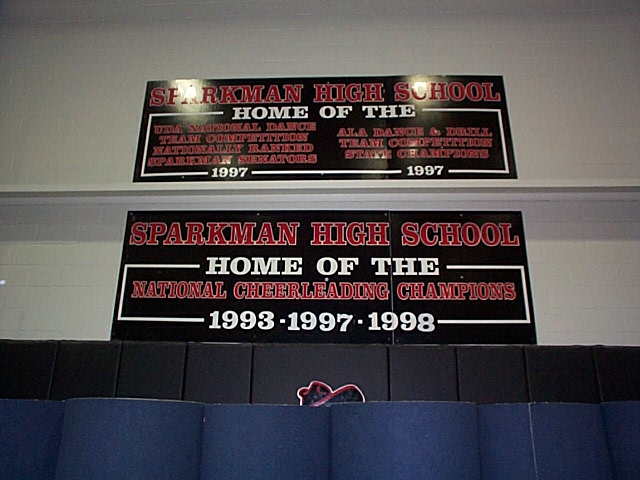 SPARKMAN HIGH SCHOOL
HOME OF THE
UDA NATIONAL DANCE
TEAM COMPETITION
NATIONALLY RANKED
SPARKMAN SENATORS
1997
ALA DANCE & DRILL
TEAM COMPETITION
STATE CHAMPIONS
1997
SPARKMAN HIGH SCHOOL
HOME OF THE
NATIONAL CHEERLEADING CHAMPIONS
1993 · 1997 · 1998